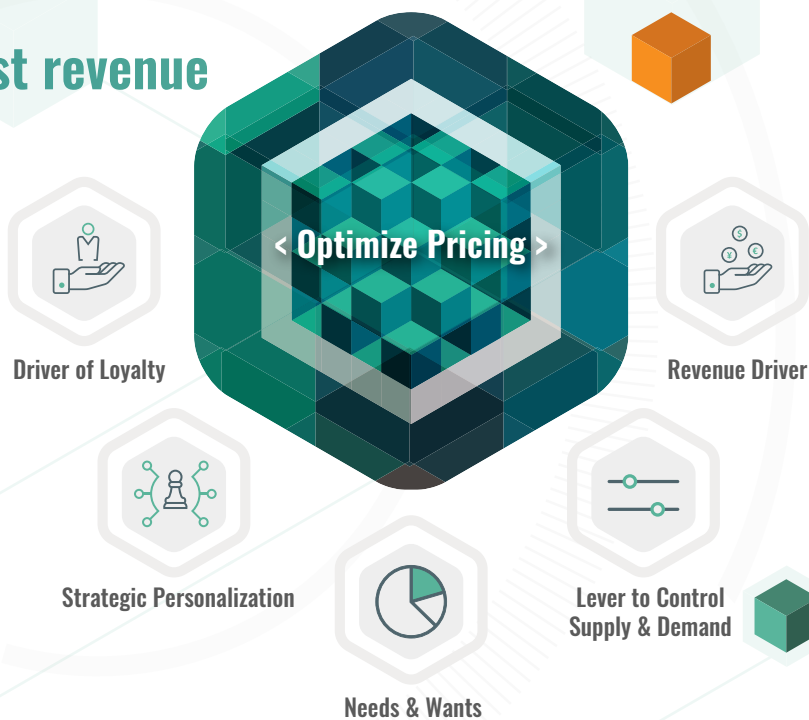 st revenue
< Optimize Pricing >
$
¥ €
Driver of Loyalty
Revenue Driver
Strategic Personalization
Lever to Control
Supply & Demand
Needs & Wants